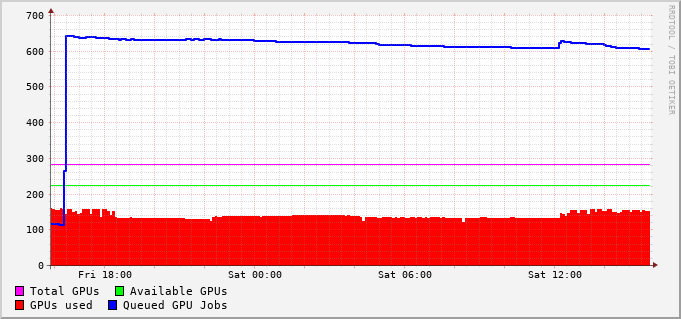 RRDTOOL / TOBI OETIKER
700
600
500
400
300
200
100
0
Fri 18:00 Sat 00:00 Sat 06:00 Sat 12:00
Total GPUs Available GPUs
GPUs used Queued GPU Jobs